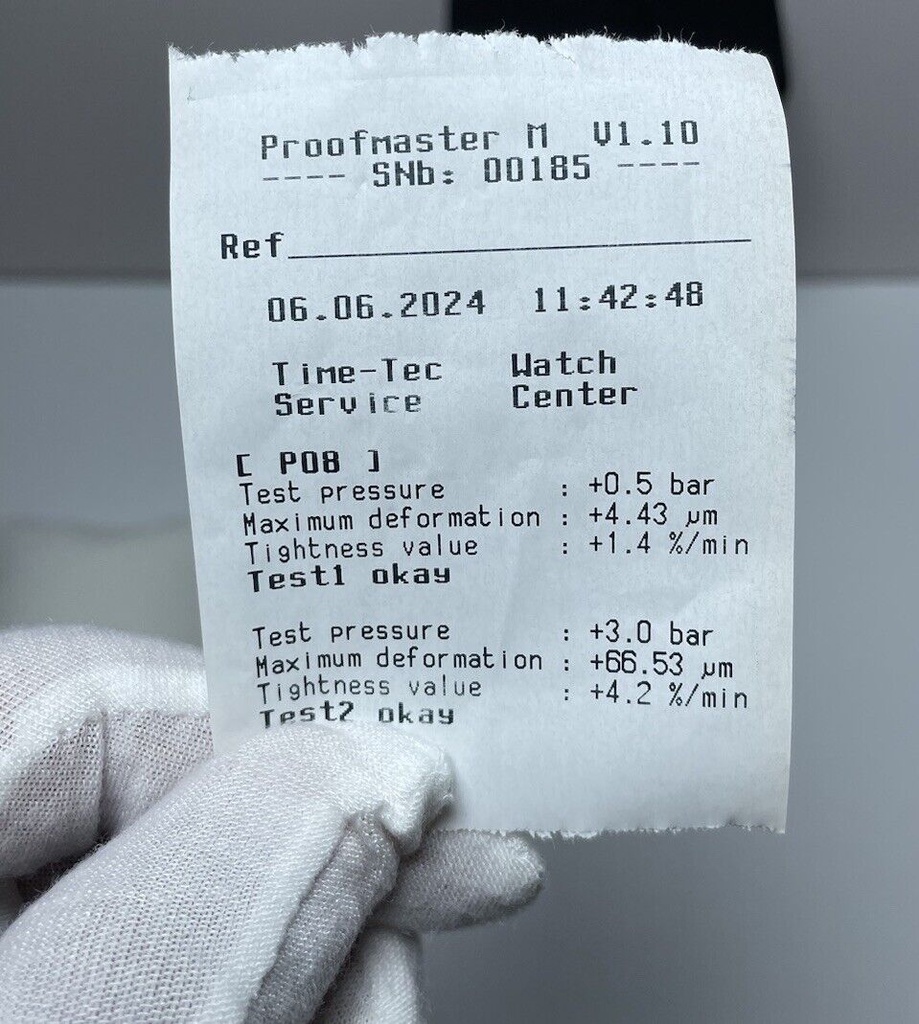 Proofmaster M V1.10
---- SNb: 00185 ----
Ref
06.06.2024 11:42:48
Time-Tec Watch
Service Center
[ P08 ]
Test pressure : +0.5 bar
Maximum deformation : +4.43 µm
Tightness value : +1.4 %/min
Test1 okay
Test pressure : +3.0 bar
Maximum deformation : +66.53 µm
Tightness value : +4.2 %/min
Test2 okay